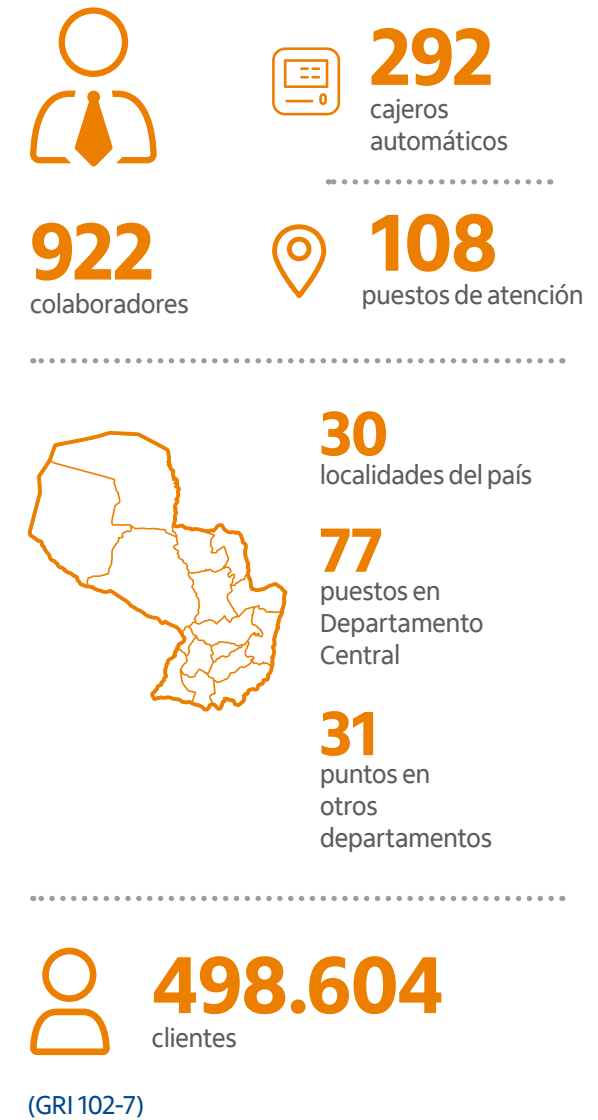 292
cajeros
automáticos
922
colaboradores
108
puestos de atención
30
localidades del país
77
puestos en
Departamento
Central
31
puntos en
otros
departamentos
498.604
clientes
(GRI 102-7)